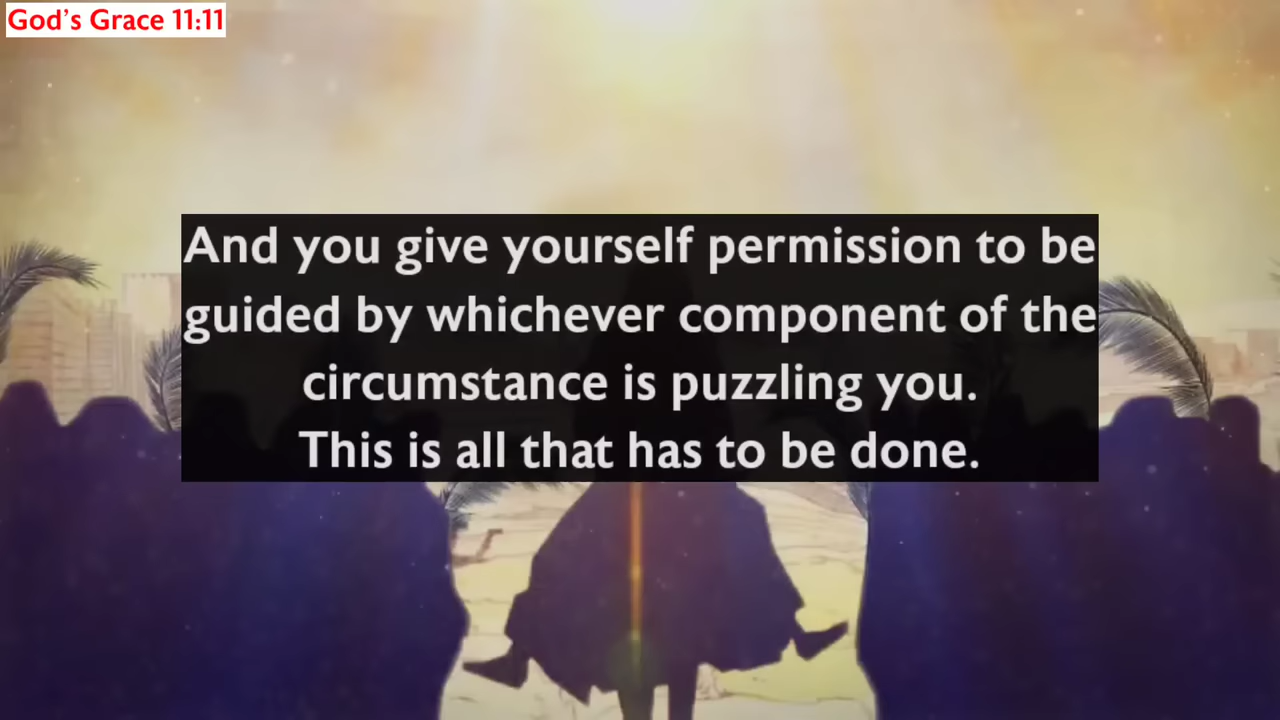 God's Grace 11:11
And you give yourself permission to be
guided by whichever component of the
circumstance is puzzling you.
This is all that has to be done.